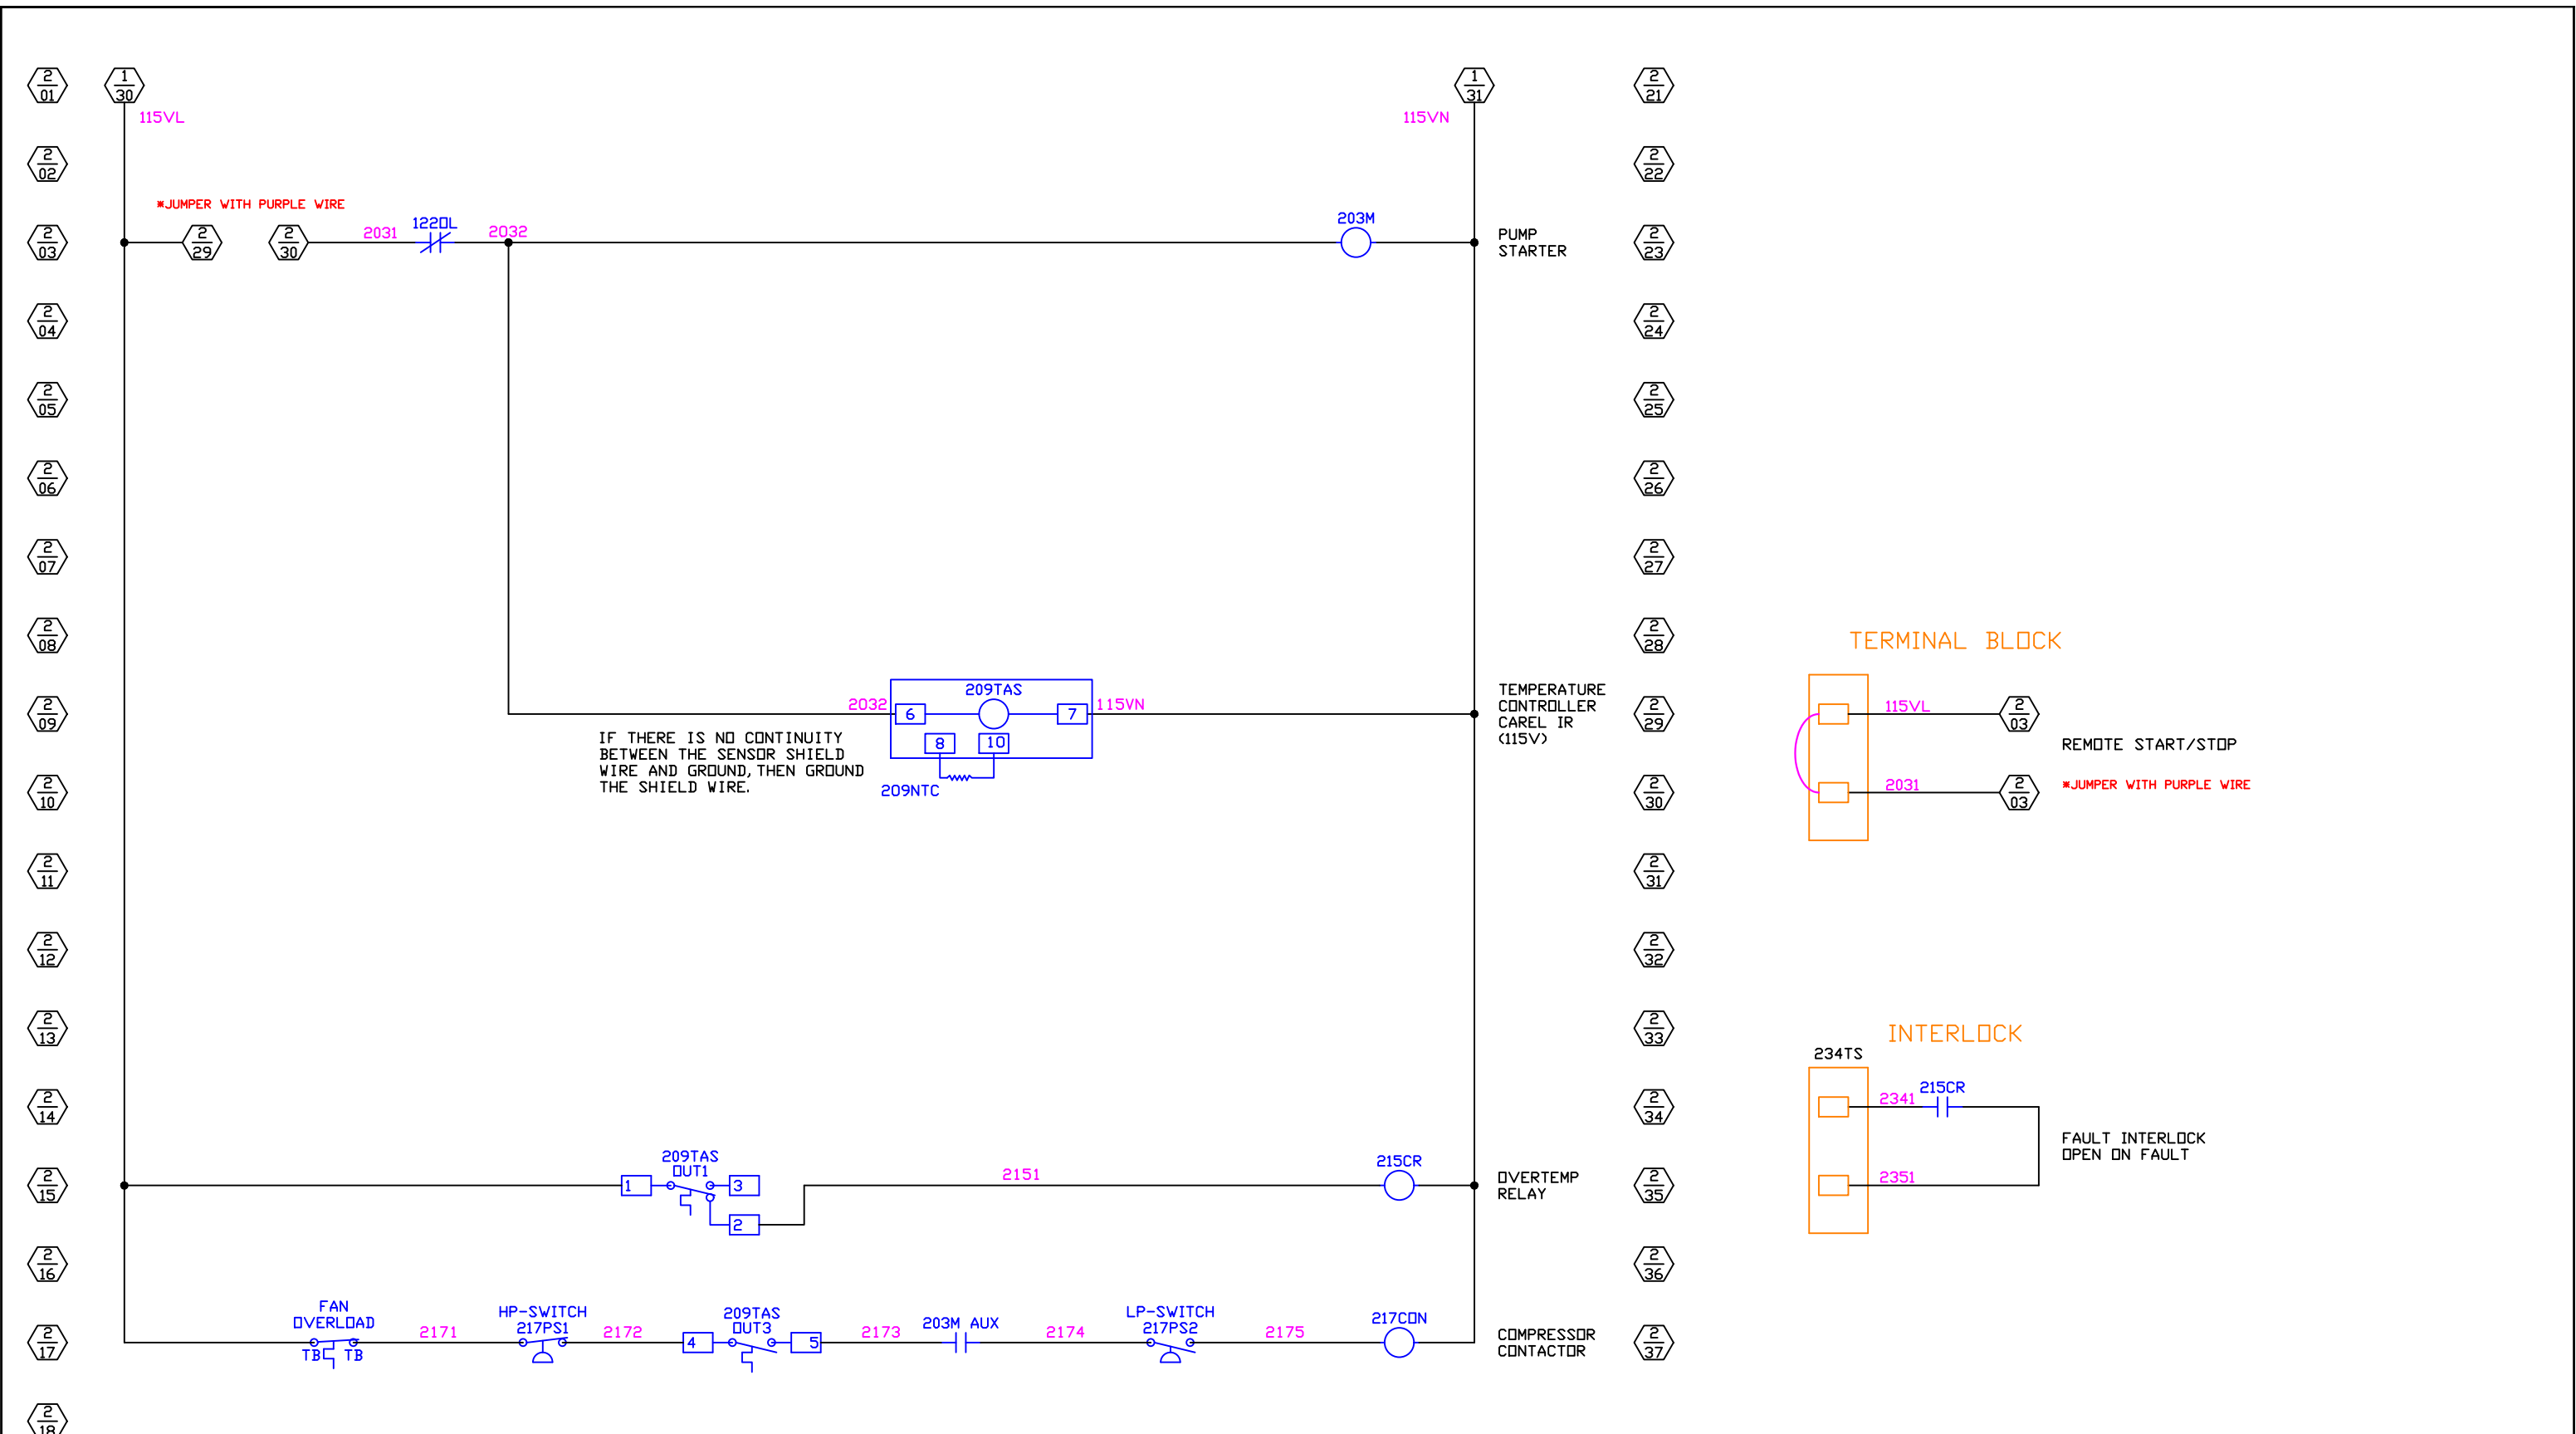 2
01
1
30
1
31
2
21
115VL
115VN
2
02
2
22
*JUMPER WITH PURPLE WIRE
2
03
2
29
2
30
2031
122OL
2032
203M
PUMP
STARTER
2
23
2
04
2
24
2
05
2
25
2
06
2
26
2
07
2
27
2
08
2
28
TERMINAL BLOCK
2
09
2032
209TAS
6
7
8
10
115VN
209NTC
IF THERE IS NO CONTINUITY
BETWEEN THE SENSOR SHIELD
WIRE AND GROUND, THEN GROUND
THE SHIELD WIRE.
TEMPERATURE
CONTROLLER
CAREL IR
(115V)
2
29
115VL
2
03
REMOTE START/STOP
2
10
2
30
2031
2
03
*JUMPER WITH PURPLE WIRE
2
11
2
31
2
12
2
32
2
13
2
33
INTERLOCK
234TS
2
14
2
34
2341
215CR
FAULT INTERLOCK
OPEN ON FAULT
2
15
209TAS
OUT1
1
3
2
2151
215CR
OVERTEMP
RELAY
2
35
2351
2
16
2
36
2
17
FAN
OVERLOAD
TB TB
2171
HP-SWITCH
217PS1
2172
209TAS
OUT3
4
5
2173
203M AUX
2174
LP-SWITCH
217PS2
2175
217CON
COMPRESSOR
CONTACTOR
2
37
2
18